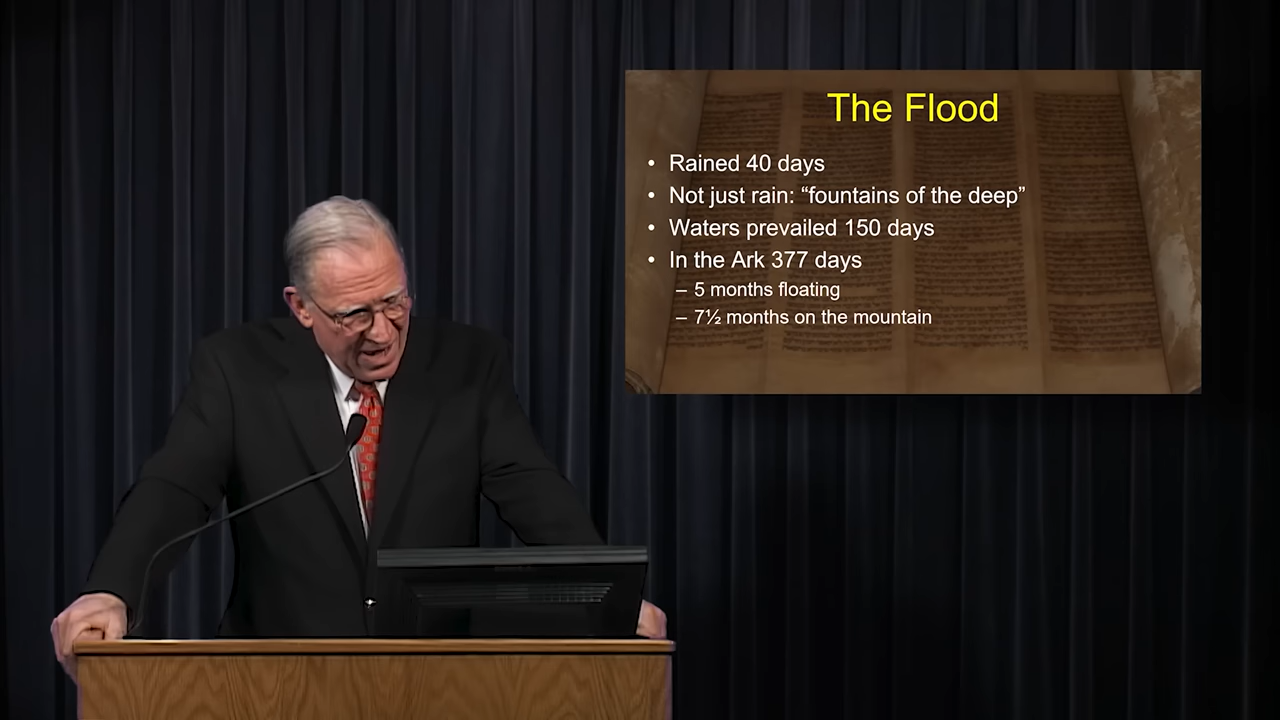 The Flood
• Rained 40 days
• Not just rain: “fountains of the deep”
• Waters prevailed 150 days
• In the Ark 377 days
– 5 months floating
– 7½ months on the mountain